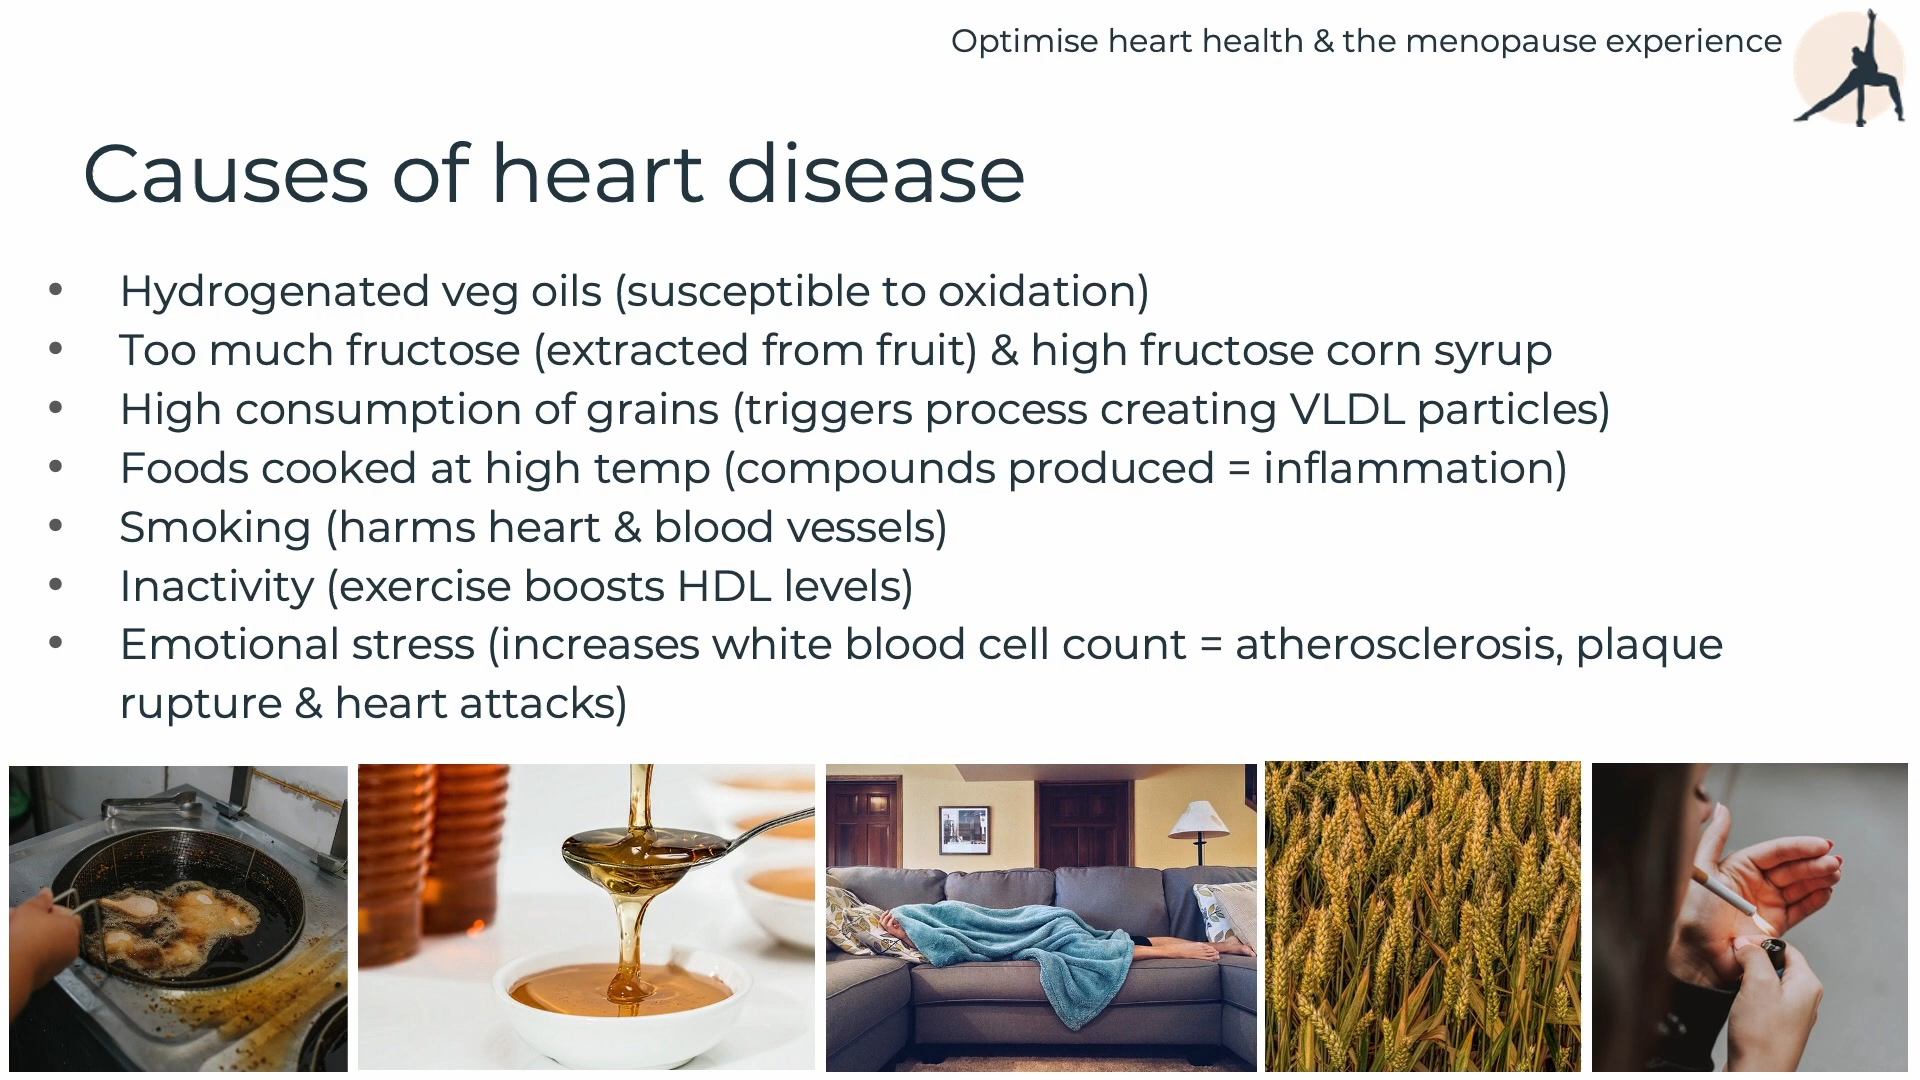 Optimise heart health & the menopause experience
Causes of heart disease
• Hydrogenated veg oils (susceptible to oxidation)
• Too much fructose (extracted from fruit) & high fructose corn syrup
• High consumption of grains (triggers process creating VLDL particles)
• Foods cooked at high temp (compounds produced = inflammation)
• Smoking (harms heart & blood vessels)
• Inactivity (exercise boosts HDL levels)
• Emotional stress (increases white blood cell count = atherosclerosis, plaque
rupture & heart attacks)